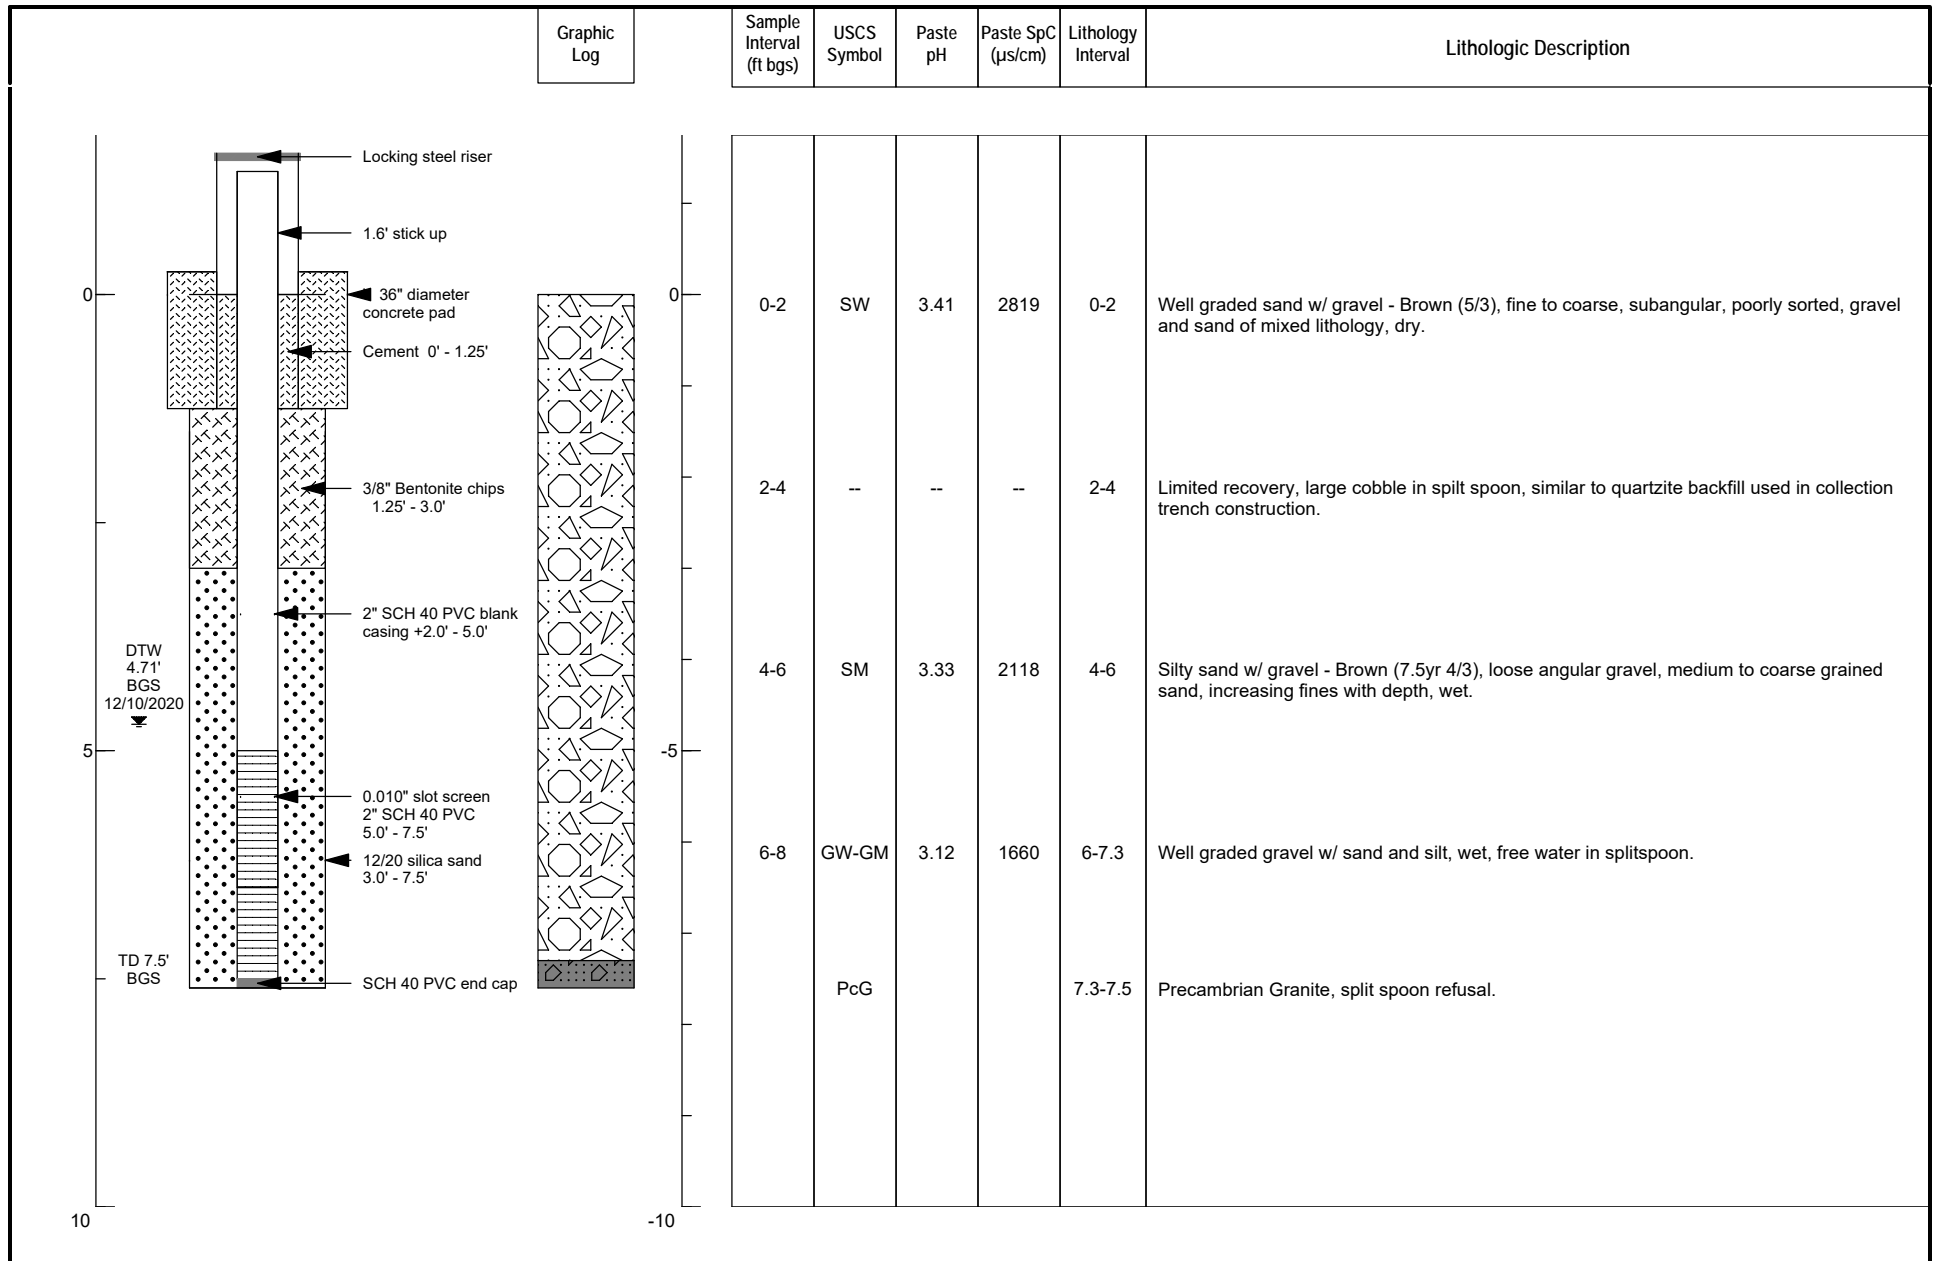 Graphic
Log
Sample
Interval
(ft bgs)
USCS
Symbol
Paste
pH
Paste SpC
(µs/cm)
Lithology
Interval
Lithologic Description
Locking steel riser
1.6' stick up
0
36" diameter
concrete pad
Cement 0' - 1.25'
3/8" Bentonite chips
1.25' - 3.0'
2" SCH 40 PVC blank
casing +2.0' - 5.0'
DTW
4.71'
BGS
12/10/2020
5
0.010" slot screen
2" SCH 40 PVC
5.0' - 7.5'
12/20 silica sand
3.0' - 7.5'
TD 7.5'
BGS
SCH 40 PVC end cap
10
0
-5
-10
0-2 SW 3.41 2819 0-2 Well graded sand w/ gravel - Brown (5/3), fine to coarse, subangular, poorly sorted, gravel
and sand of mixed lithology, dry.
2-4 -- -- -- 2-4 Limited recovery, large cobble in spilt spoon, similar to quartzite backfill used in collection
trench construction.
4-6 SM 3.33 2118 4-6 Silty sand w/ gravel - Brown (7.5yr 4/3), loose angular gravel, medium to coarse grained
sand, increasing fines with depth, wet.
6-8 GW-GM 3.12 1660 6-7.3 Well graded gravel w/ sand and silt, wet, free water in splitspoon.
PcG 7.3-7.5 Precambrian Granite, split spoon refusal.